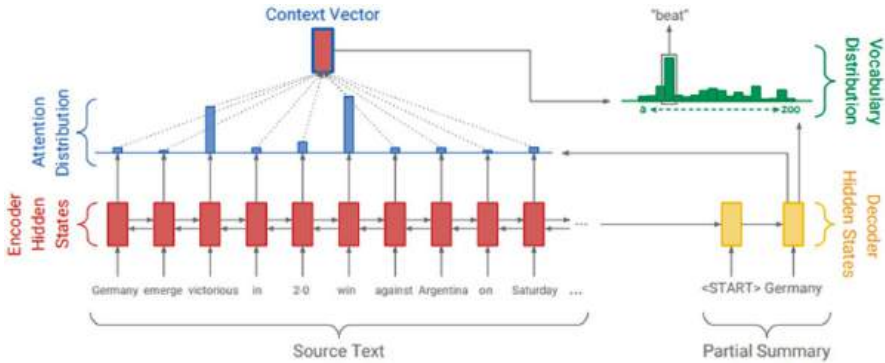 Context Vector
"beat"
Attention
Distribution
Vocabulary
Distribution
a
zoo
Encoder
Hidden
States
...
Decoder
Hidden States
Germany emerge victorious in 2-0 win against Argentina on Saturday ...
<START> Germany
Source Text
Partial Summary